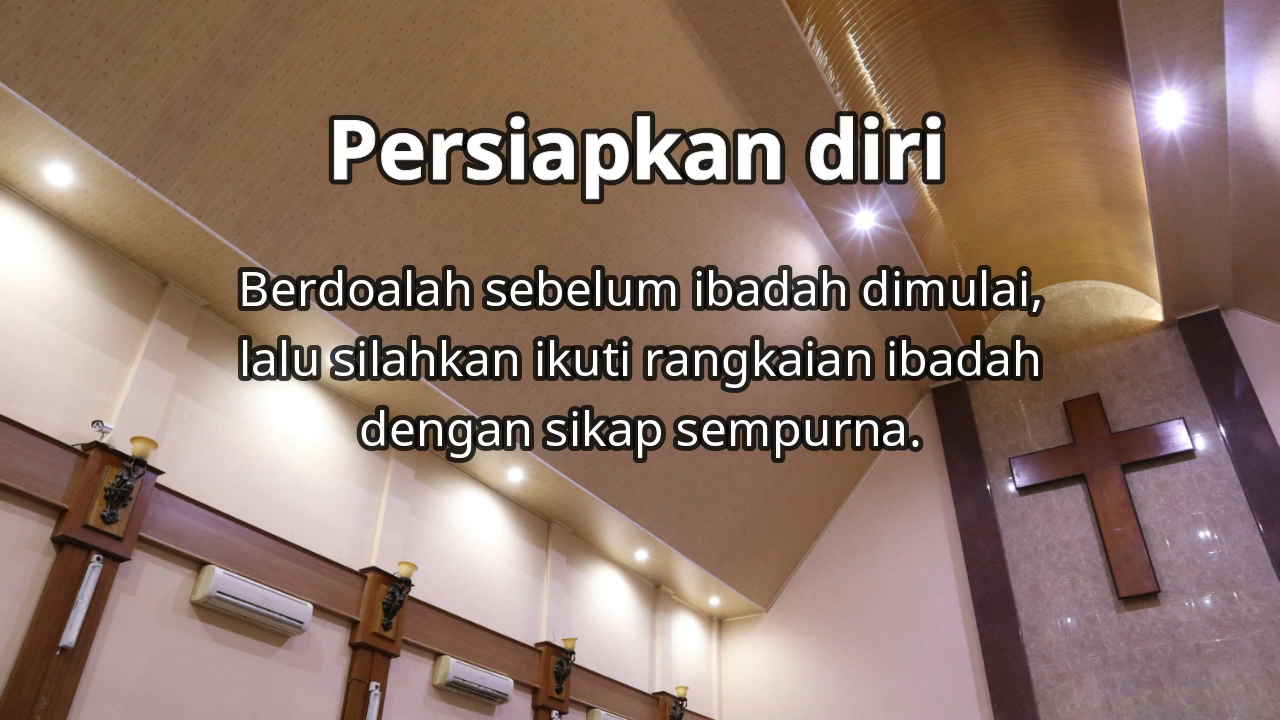 Persiapkan diri
Berdoalah sebelum ibadah dimulai,
lalu silahkan ikuti rangkaian ibadah
dengan sikap sempurna.